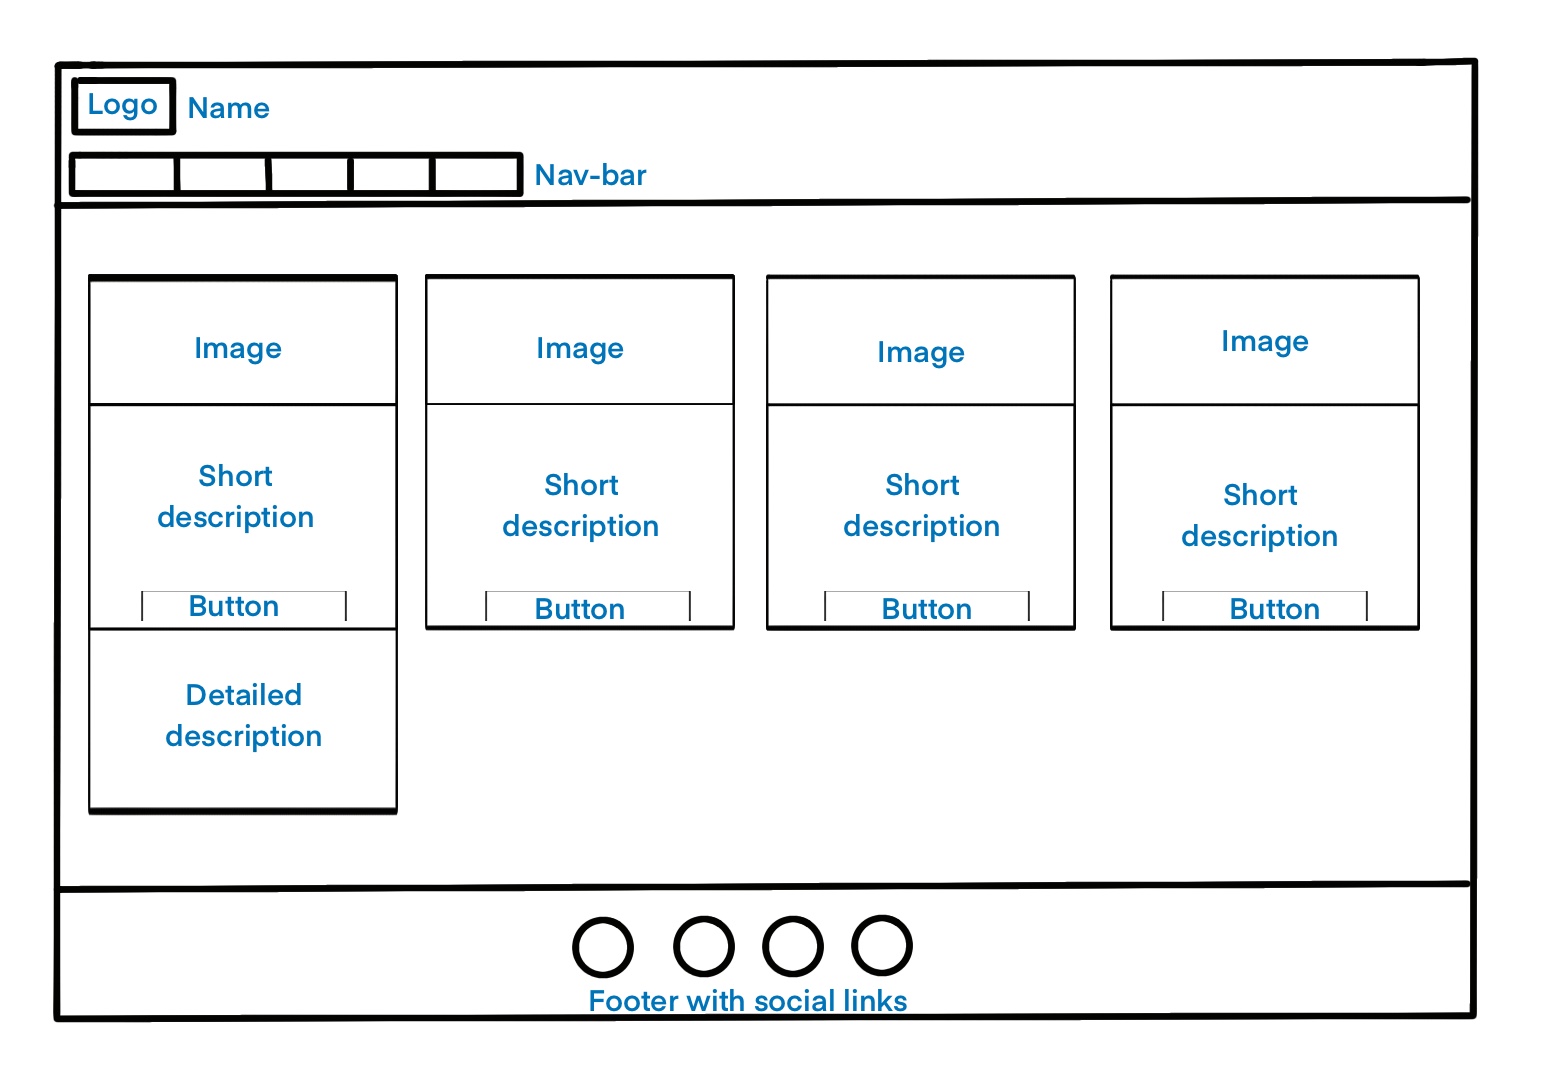 Logo
Name
Nav-bar
Image
Short
description
Button
Detailed
description
Image
Short
description
Button
Image
Short
description
Button
Image
Short
description
Button
Footer with social links